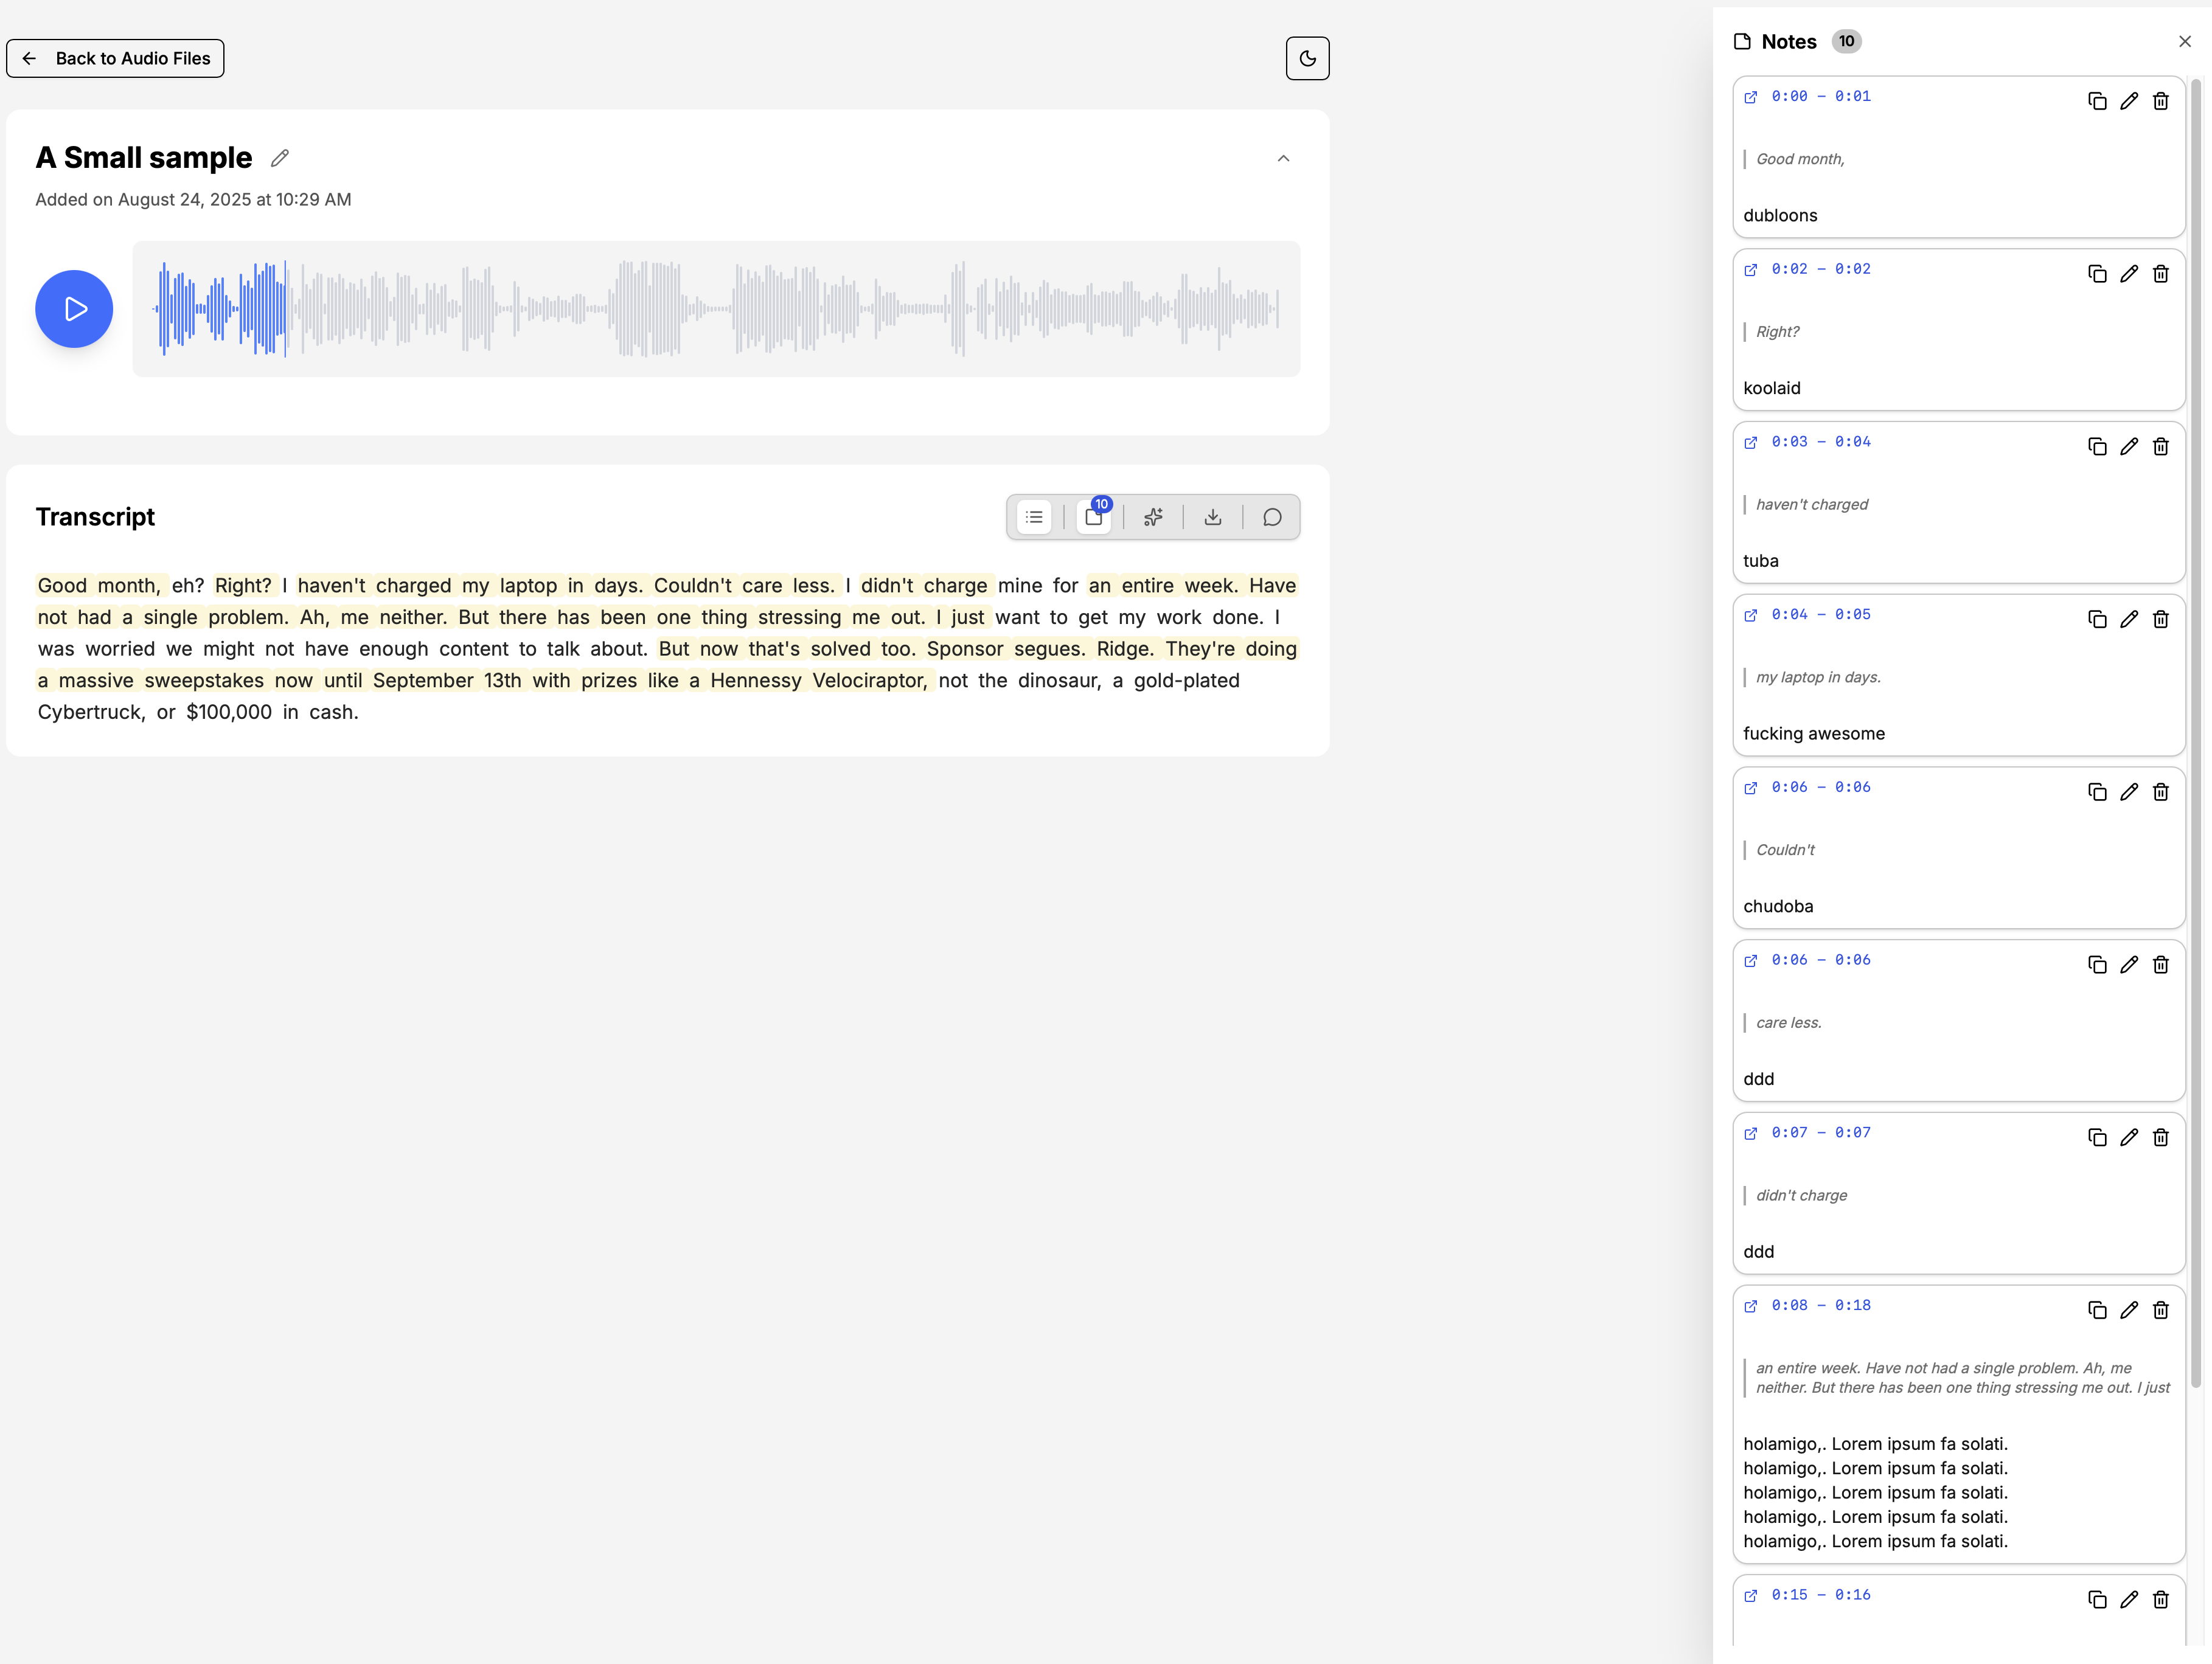 Back to Audio Files
A Small sample
Added on August 24, 2025 at 10:29 AM
Transcript
10
Good month, eh? Right? I haven't charged my laptop in days. Couldn't care less. I didn't charge mine for an entire week. Have
not had a single problem. Ah, me neither. But there has been one thing stressing me out. I just want to get my work done. I
was worried we might not have enough content to talk about. But now that's solved too. Sponsor segues. Ridge. They're doing
a massive sweepstakes now until September 13th with prizes like a Hennessy Velociraptor, not the dinosaur, a gold-plated
Cybertruck, or $100,000 in cash.
Notes 10
0:00 – 0:01
Good month,
dubloons
0:02 – 0:02
Right?
koolaid
0:03 – 0:04
haven't charged
tuba
0:04 – 0:05
my laptop in days.
fucking awesome
0:06 – 0:06
Couldn't
chudoba
0:06 – 0:06
care less.
ddd
0:07 – 0:07
didn't charge
ddd
0:08 – 0:18
an entire week. Have not had a single problem. Ah, me
neither. But there has been one thing stressing me out. I just
holamigo,. Lorem ipsum fa solati.
holamigo,. Lorem ipsum fa solati.
holamigo,. Lorem ipsum fa solati.
holamigo,. Lorem ipsum fa solati.
holamigo,. Lorem ipsum fa solati.
0:15 – 0:16